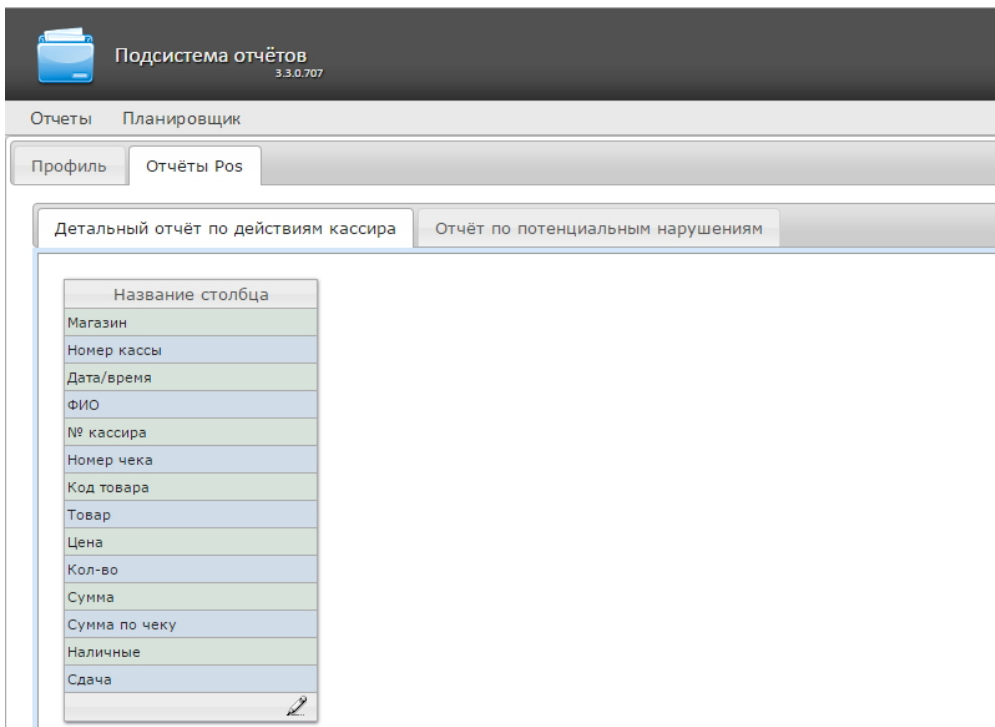 Подсистема отчётов
3.3.0.707
Отчеты Планировщик
Профиль Отчёты Pos
Детальный отчёт по действиям кассира Отчёт по потенциальным нарушениям
Название столбца
Магазин
Номер кассы
Дата/время
ФИО
№ кассира
Номер чека
Код товара
Товар
Цена
Кол-во
Сумма
Сумма по чеку
Наличные
Сдача